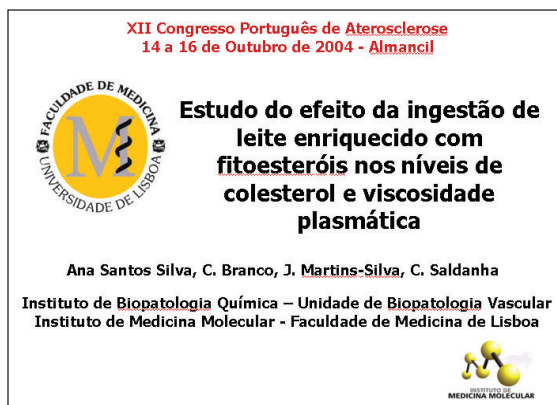 XII Congresso Português de Aterosclerose
14 a 16 de Outubro de 2004 - Almancil
FACULDADE DE MEDICINA
UNIVERSIDADE DE LISBOA
Estudo do efeito da ingestão de
leite enriquecido com
fitoesteróis nos níveis de
colesterol e viscosidade
plasmática
Ana Santos Silva, C. Branco, J. Martins-Silva, C. Saldanha
Instituto de Biopatologia Química – Unidade de Biopatologia Vascular
Instituto de Medicina Molecular - Faculdade de Medicina de Lisboa
INSTITUTO DE
MEDICINA MOLECULAR